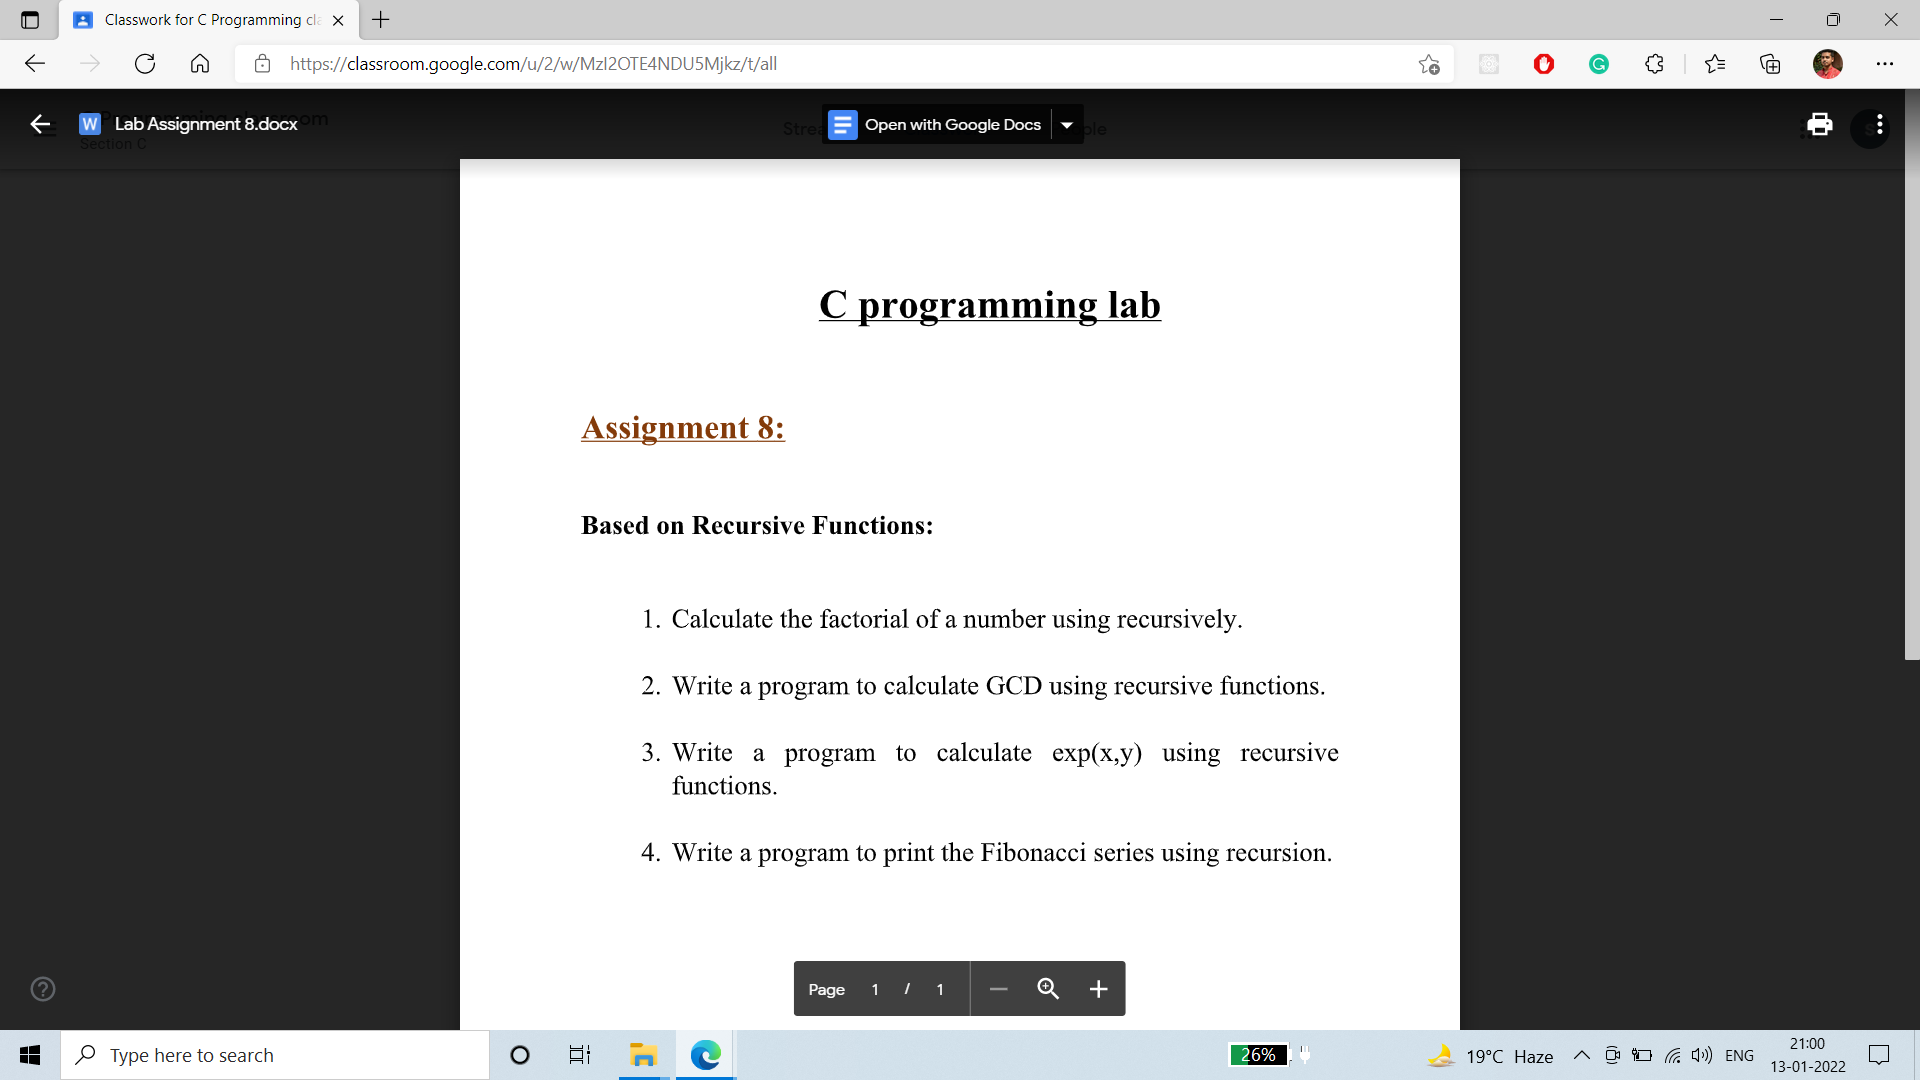 Classwork for C Programming cla
https://classroom.google.com/u/2/w/MzI2OTE4NDU5Mjkz/t/all
W Lab Assignment 8.docx
Section C
Open with Google Docs
C programming lab
Assignment 8:
Based on Recursive Functions:
1. Calculate the factorial of a number using recursively.
2. Write a program to calculate GCD using recursive functions.
3. Write a program to calculate exp(x,y) using recursive
functions.
4. Write a program to print the Fibonacci series using recursion.
Page 1 / 1
Type here to search
26%
19°C Haze
ENG
21:00
13-01-2022